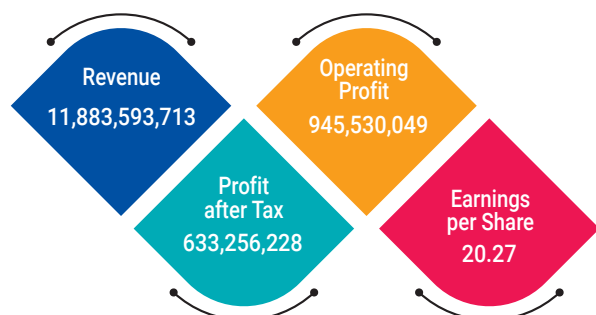 Revenue
11,883,593,713
Operating
Profit
945,530,049
Profit
after Tax
633,256,228
Earnings
per Share
20.27